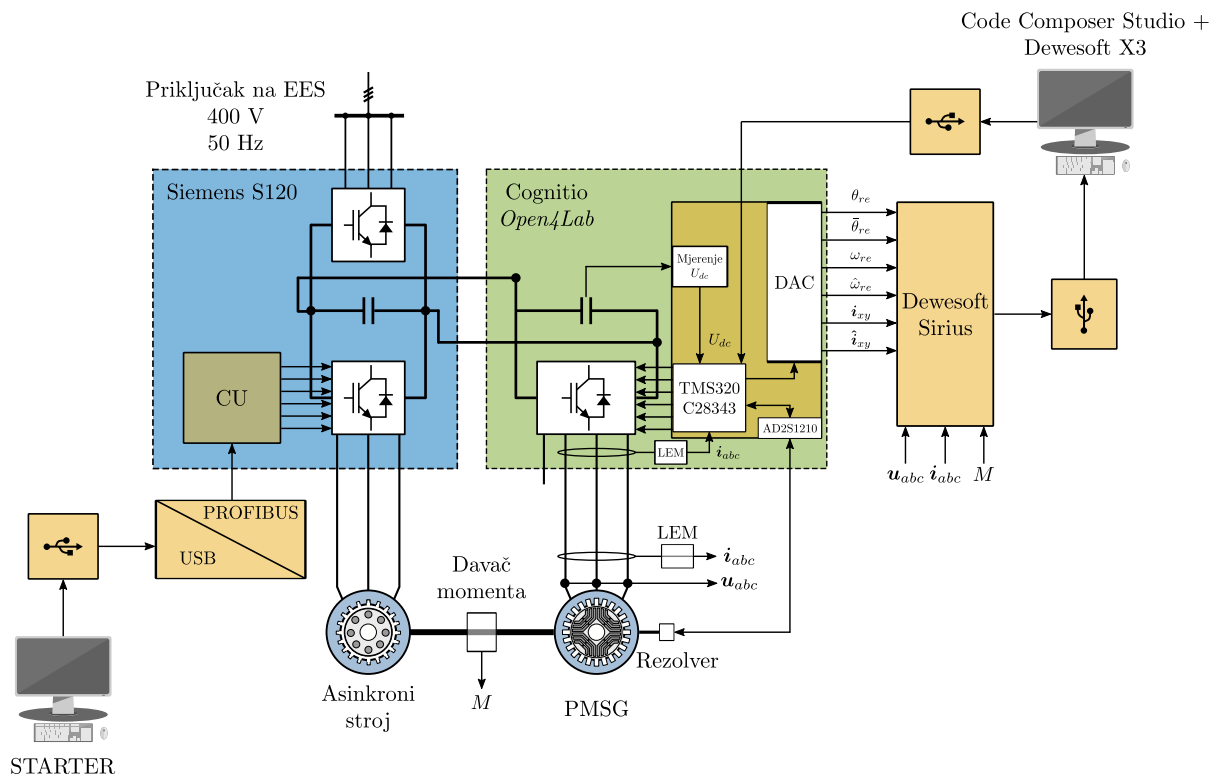 Code Composer Studio +
Dewesoft X3
Priključak na EES
400 V
50 Hz
Siemens S120
Cognitio
Open4Lab
Mjerenje
U_dc
DAC
θ_re
θ̄_re
ω_re
ω̂_re
i_xy
î_xy
Dewesoft
Sirius
U_dc
CU
TMS320
C28343
AD2S1210
LEM
i_abc
u_abc
i_abc
M
PROFIBUS
USB
LEM
i_abc
u_abc
Davač
momenta
M
Rezolver
Asinkroni
stroj
PMSG
STARTER